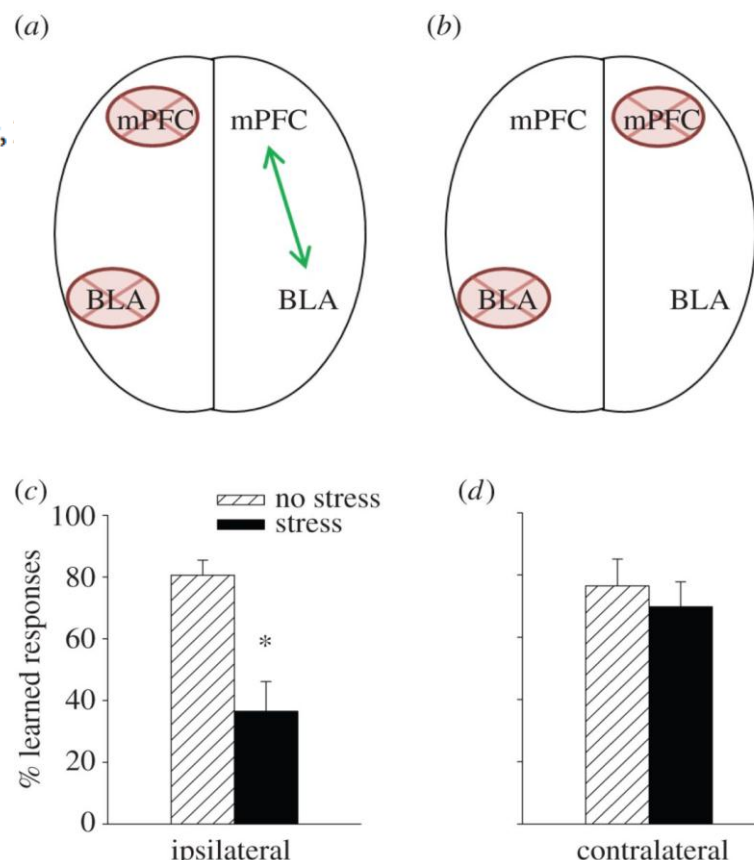 (a)
(b)
mPFC
mPFC
mPFC
mPFC
,
BLA
BLA
BLA
BLA
(c)
(d)
no stress
stress
100
80
60
40
20
0
% learned responses
*
ipsilateral
contralateral